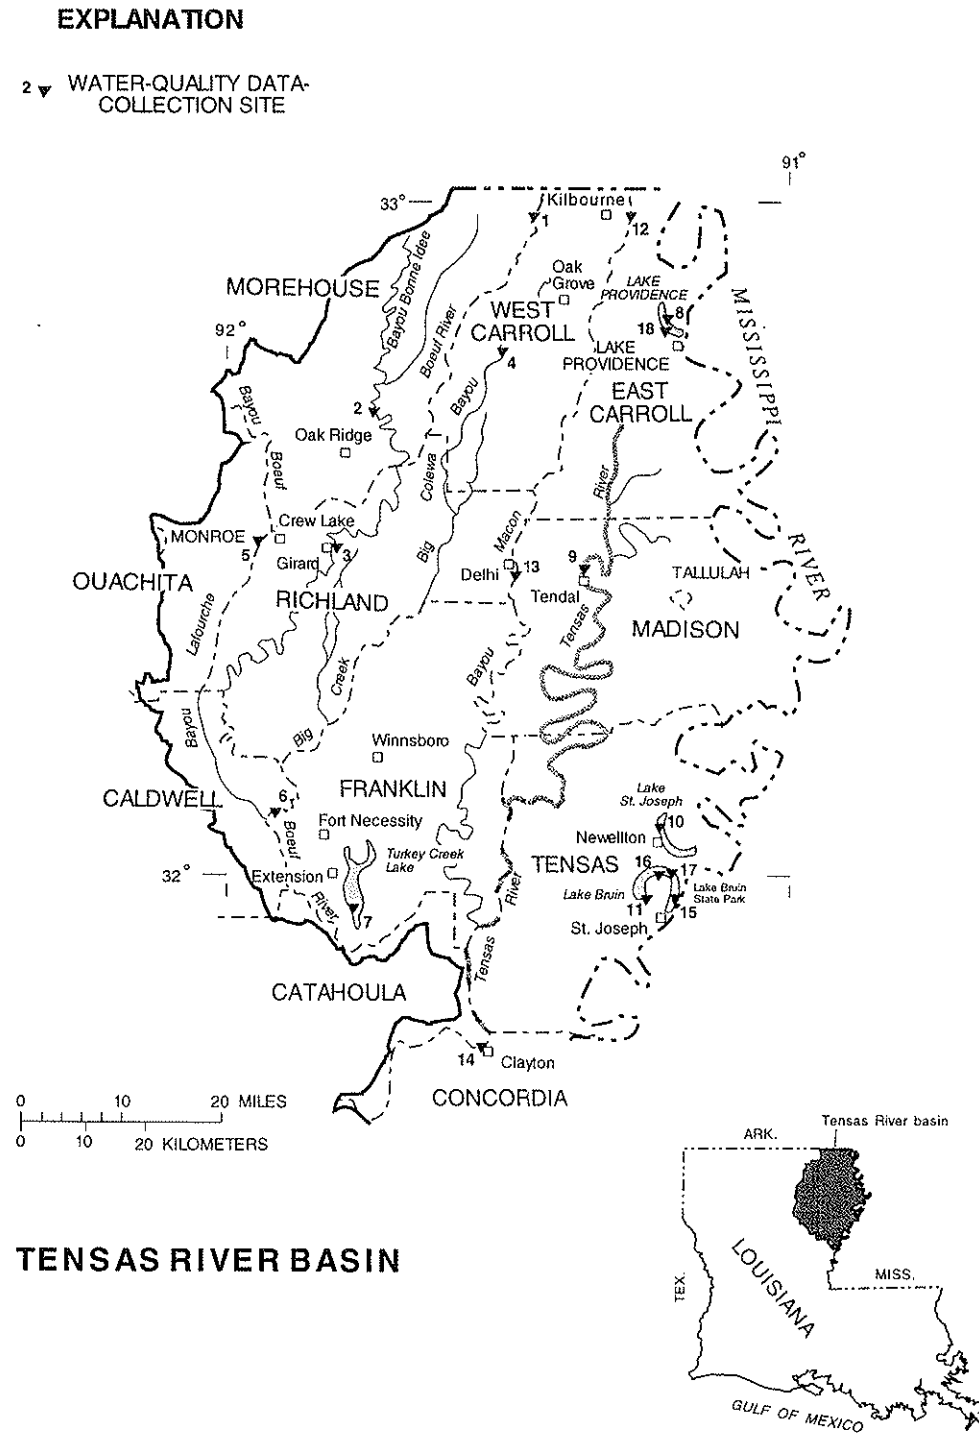 EXPLANATION
2 WATER-QUALITY DATA-
COLLECTION SITE
91°
33°
Kilbourne
1
12
MOREHOUSE
Bayou Bonne Idee
Oak
Grove
LAKE
PROVIDENCE
MISSISSIPPI
92°
Boeuf River
WEST
CARROLL
8
18
4
LAKE
PROVIDENCE
Bayou
Bayou
EAST
CARROLL
2
Oak Ridge
Boeuf
Colewa
River
Crew Lake
Macon
RIVER
MONROE
5
Girard
3
Big
Delhi
13
9
TALLULAH
OUACHITA
RICHLAND
Tendal
Lafourche
Tensas
MADISON
Creek
Bayou
Bayou
Big
Winnsboro
CALDWELL
6
FRANKLIN
Lake
St. Joseph
10
Boeuf
Fort Necessity
Newellton
Turkey Creek
Lake
TENSAS
16
17
32°
Extension
River
Lake Bruin
Lake Bruin
State Park
River
7
11
15
St. Joseph
Tensas
CATAHOULA
14
Clayton
CONCORDIA
0 10 20 MILES
0 10 20 KILOMETERS
Tensas River basin
ARK.
TENSAS RIVER BASIN
LOUISIANA
TEX.
MISS.
GULF OF MEXICO